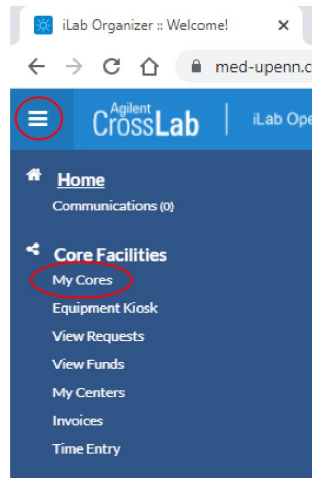 iLab Organizer :: Welcome!
med-upenn.c
Agilent
CrossLab
iLab Ope
Home
Communications (0)
Core Facilities
My Cores
Equipment Kiosk
View Requests
View Funds
My Centers
Invoices
Time Entry